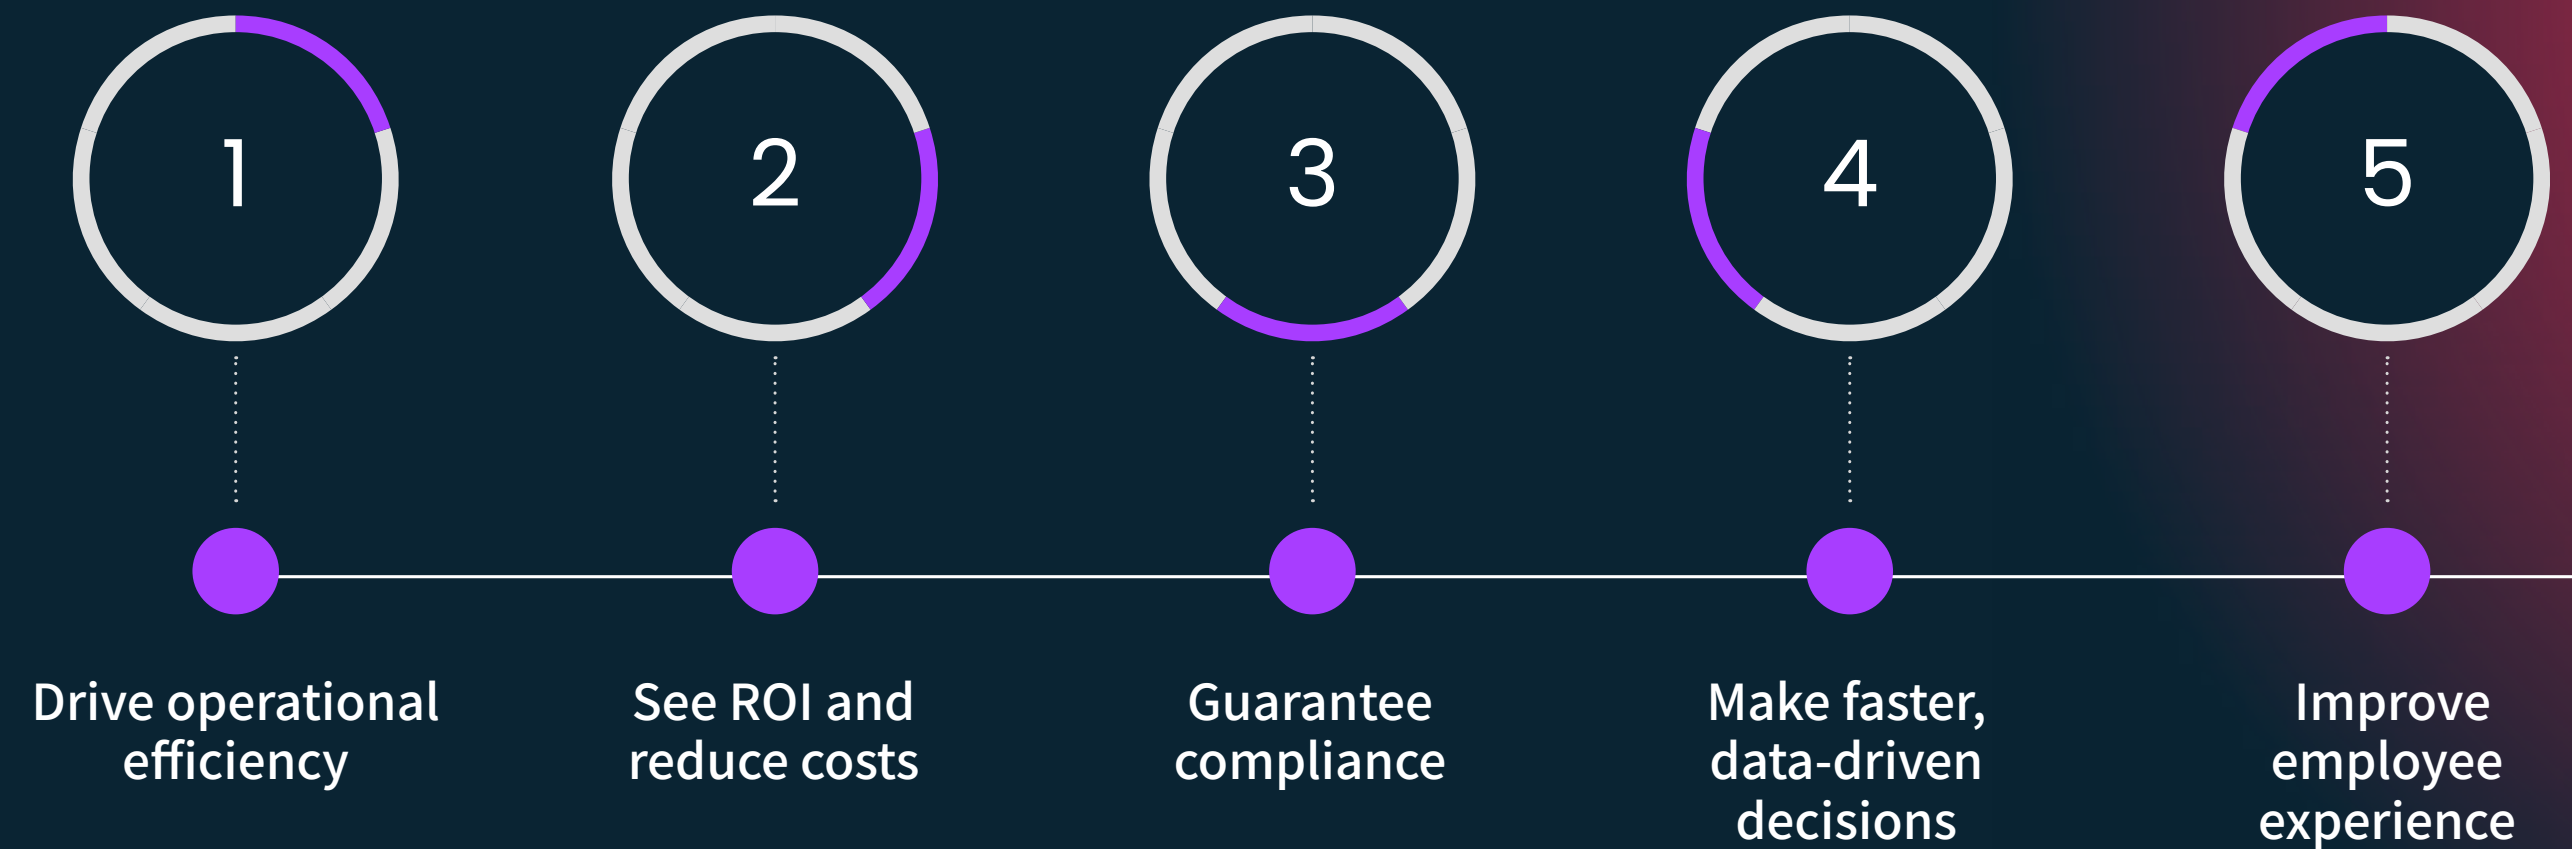 1
2
3
4
5
Drive operational
efficiency
See ROI and
reduce costs
Guarantee
compliance
Make faster,
data-driven
decisions
Improve
employee
experience